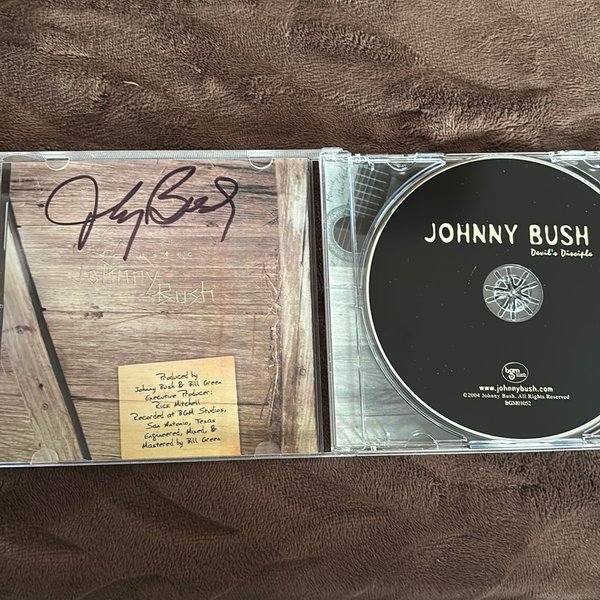 Johnny Bush
Johnny
Bush
Produced by
Johnny Bush & Bill Green
Executive Producer:
Rick Mitchell
Recorded at BGM Studios,
San Antonio, Texas
Engineered, Mixed, &
Mastered by Bill Green
JOHNNY BUSH
Devil's Disciple
bgm
www.johnnybush.com
©2004 Johnny Bush. All Rights Reserved
BGM01052